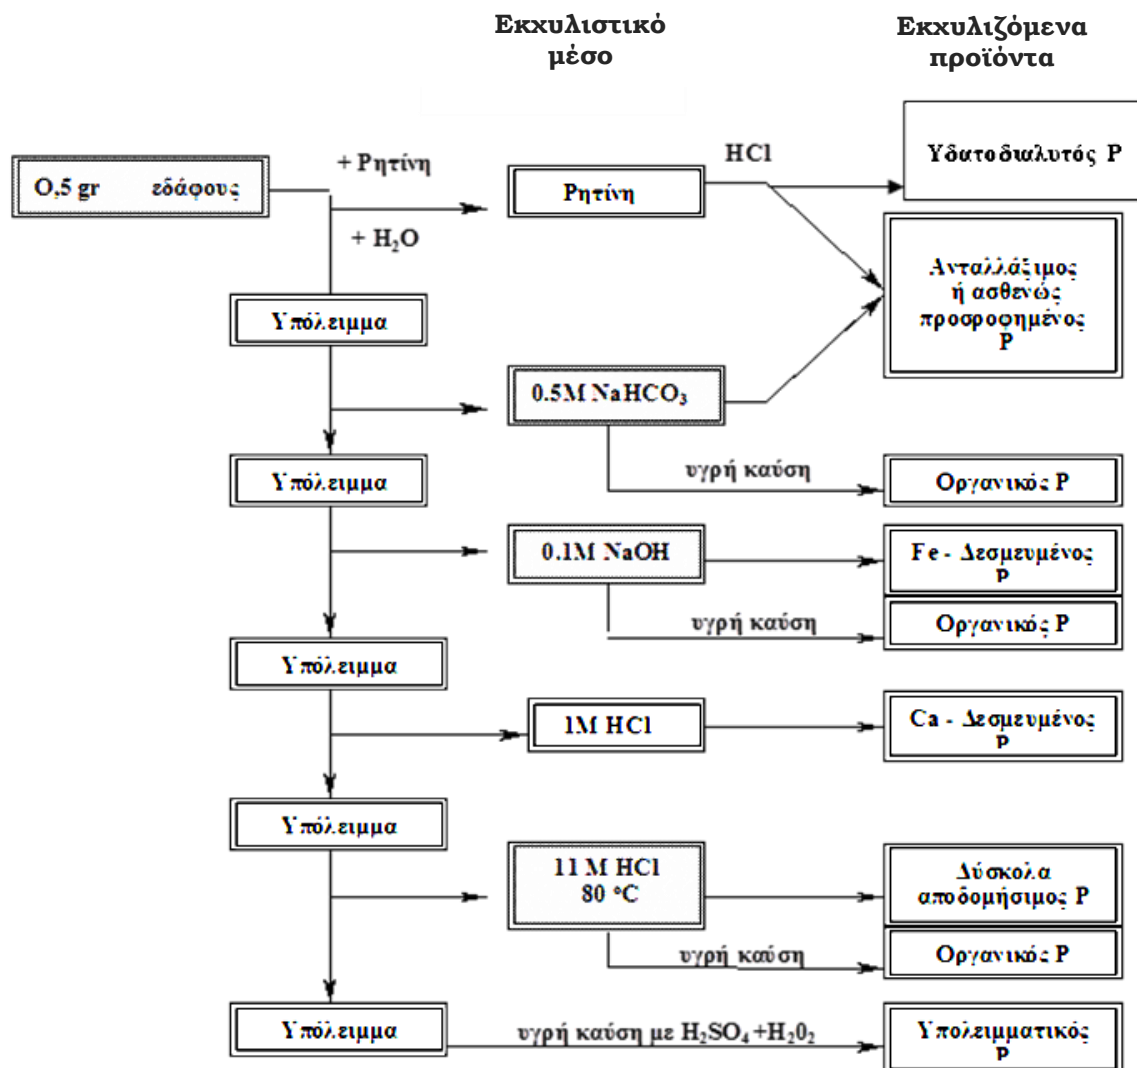 Εκχυλιστικό
μέσο
Εκχυλιζόμενα
προϊόντα
Ο,5 gr εδάφους
+ Ρητίνη
+ H₂O
Ρητίνη
HCl
Υδατοδιαλυτός P
Ανταλλάξιμος
ή ασθενώς
προσροφημένος
P
Υπόλειμμα
0.5M NaHCO₃
υγρή καύση
Οργανικός P
Υπόλειμμα
0.1M NaOH
Fe - Δεσμευμένος
P
υγρή καύση
Οργανικός P
Υπόλειμμα
1M HCl
Ca - Δεσμευμένος
P
Υπόλειμμα
11 M HCl
80 °C
Δύσκολα
αποδομήσιμος P
υγρή καύση
Οργανικός P
Υπόλειμμα
υγρή καύση με H₂SO₄ +H₂0₂
Υπολειμματικός
P